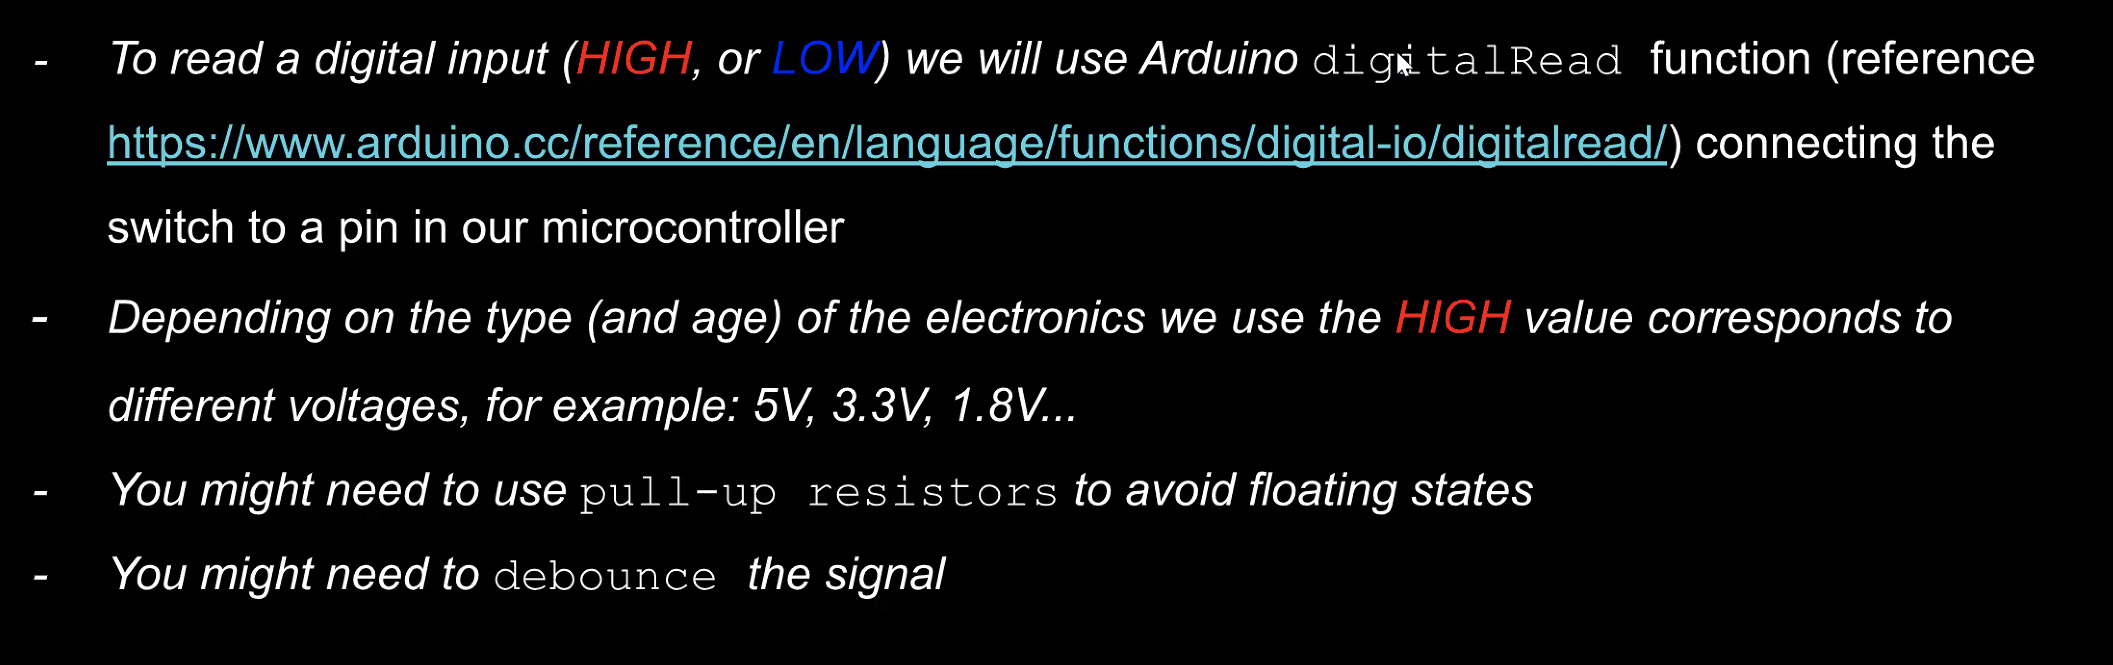 - To read a digital input (HIGH, or LOW) we will use Arduino digitalRead function (reference
https://www.arduino.cc/reference/en/language/functions/digital-io/digitalread/) connecting the
switch to a pin in our microcontroller
- Depending on the type (and age) of the electronics we use the HIGH value corresponds to
different voltages, for example: 5V, 3.3V, 1.8V...
- You might need to use pull-up resistors to avoid floating states
- You might need to debounce the signal